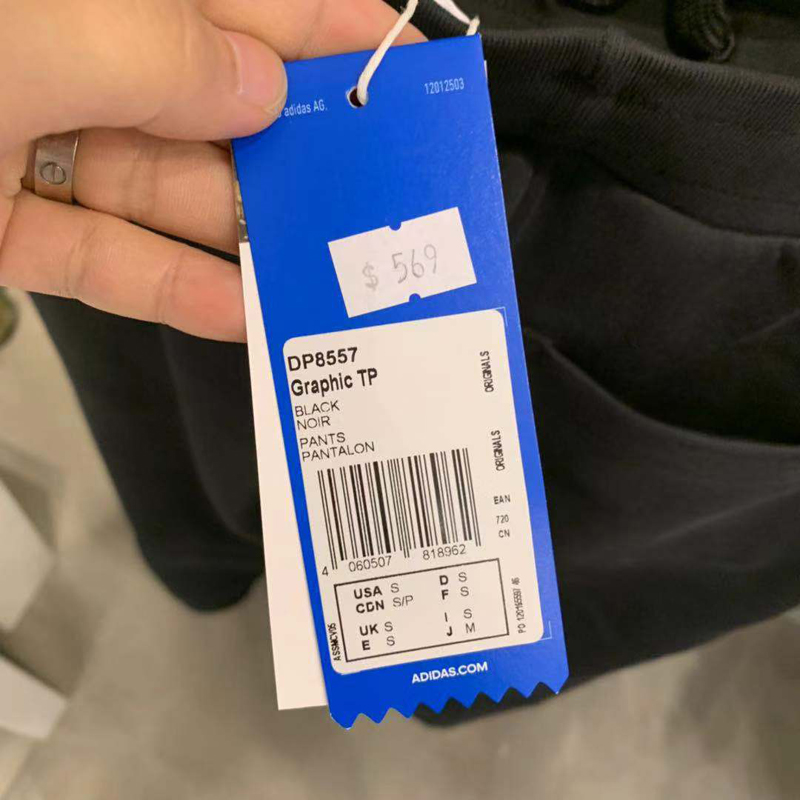 adidas AG.
12012503
$ 569
DP8557
Graphic TP
BLACK
NOIR
PANTS
PANTALON
ORIGINALS
ORIGINALS
EAN
720
CN
4 060507 818962
USA S D S
CDN S/P F S
UK S I S
E S J M
ADIDAS.COM